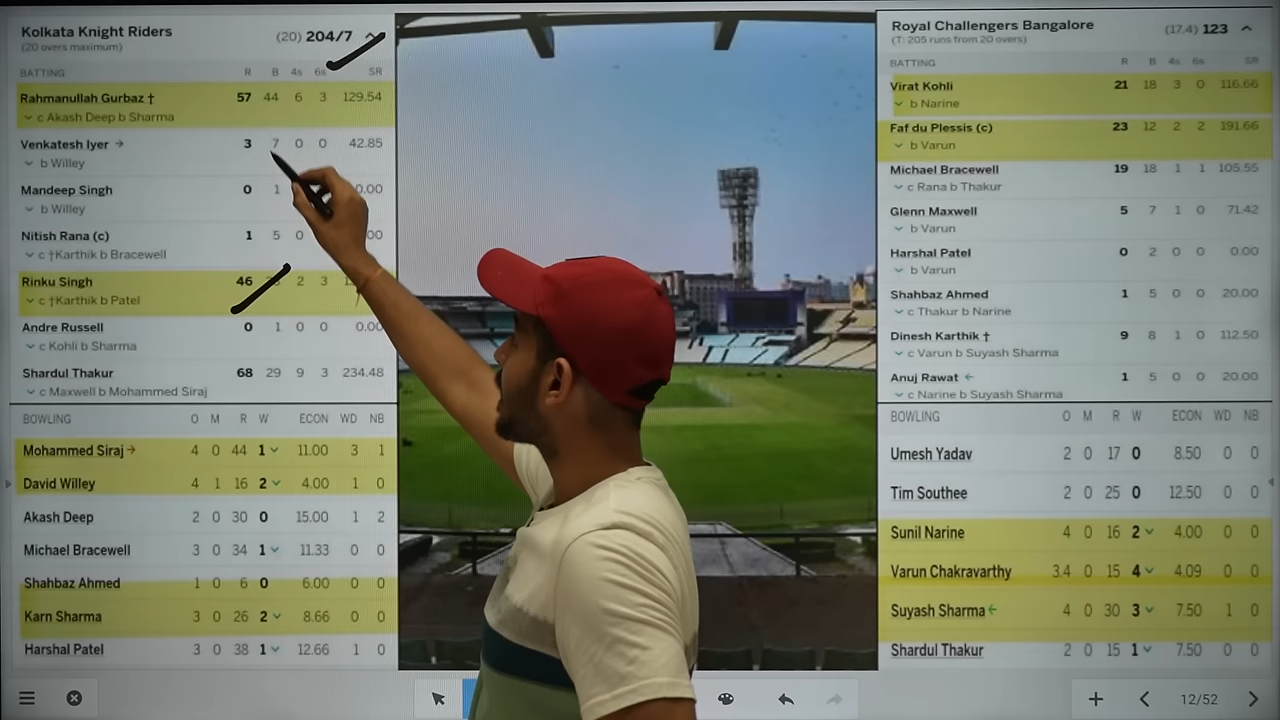 Kolkata Knight Riders (20) 204/7
(20 overs maximum)
BATTING R B 4s 6s SR
Rahmanullah Gurbaz † 57 44 6 3 129.54
c Akash Deep b Sharma
Venkatesh Iyer → 3 7 0 0 42.85
b Willey
Mandeep Singh 0 1 0.00
b Willey
Nitish Rana (c) 1 5 0 00
c †Karthik b Bracewell
Rinku Singh 46 2 3
c †Karthik b Patel
Andre Russell 0 1 0 0 0.00
c Kohli b Sharma
Shardul Thakur 68 29 9 3 234.48
c Maxwell b Mohammed Siraj
BOWLING O M R W ECON WD NB
Mohammed Siraj → 4 0 44 1 11.00 3 1
David Willey 4 1 16 2 4.00 1 0
Akash Deep 2 0 30 0 15.00 1 2
Michael Bracewell 3 0 34 1 11.33 0 0
Shahbaz Ahmed 1 0 6 0 6.00 0 0
Karn Sharma 3 0 26 2 8.66 0 0
Harshal Patel 3 0 38 1 12.66 1 0
Royal Challengers Bangalore (17.4) 123
(T: 205 runs from 20 overs)
BATTING R B 4s 6s SR
Virat Kohli 21 18 3 0 116.66
b Narine
Faf du Plessis (c) 23 12 2 2 191.66
b Varun
Michael Bracewell 19 18 1 1 105.55
c Rana b Thakur
Glenn Maxwell 5 7 1 0 71.42
b Varun
Harshal Patel 0 2 0 0 0.00
b Varun
Shahbaz Ahmed 1 5 0 0 20.00
c Thakur b Narine
Dinesh Karthik † 9 8 1 0 112.50
c Varun b Suyash Sharma
Anuj Rawat ← 1 5 0 0 20.00
c Narine b Suyash Sharma
BOWLING O M R W ECON WD NB
Umesh Yadav 2 0 17 0 8.50 0 0
Tim Southee 2 0 25 0 12.50 0 0
Sunil Narine 4 0 16 2 4.00 0 0
Varun Chakravarthy 3.4 0 15 4 4.09 0 0
Suyash Sharma ← 4 0 30 3 7.50 1 0
Shardul Thakur 2 0 15 1 7.50 0 0
12/52